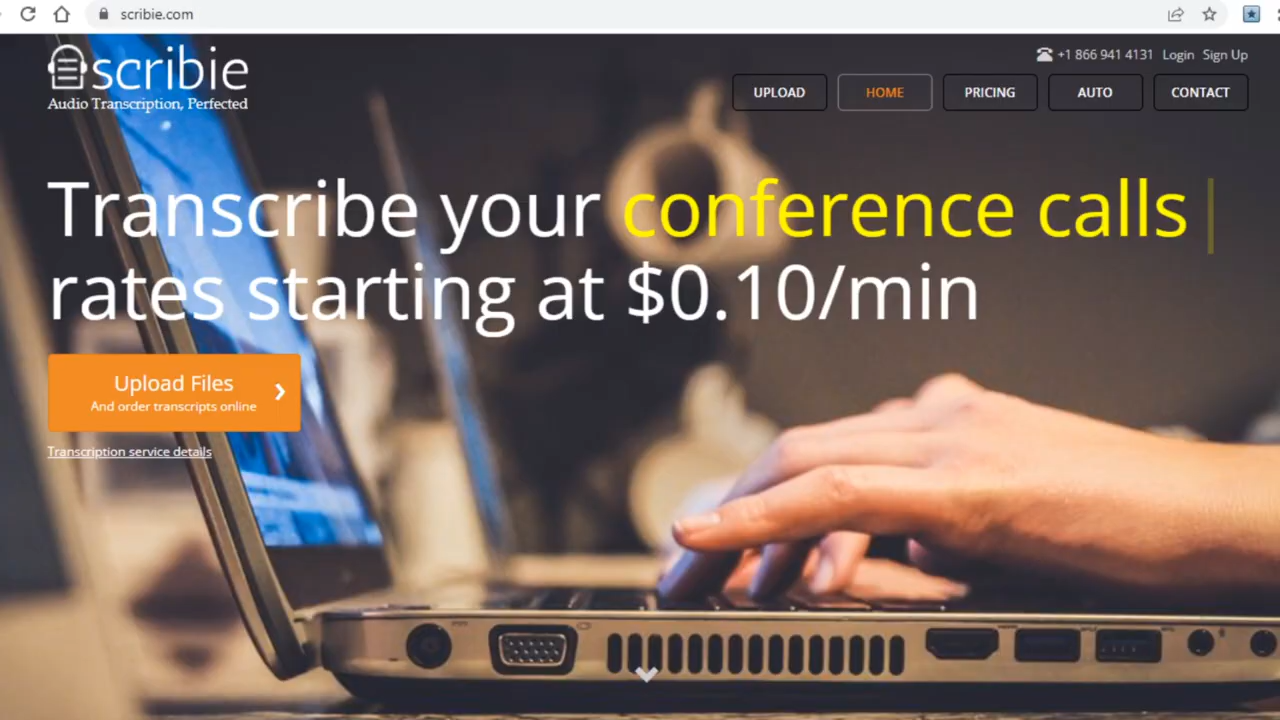 scribie.com
scribie
Audio Transcription, Perfected
+1 866 941 4131 Login Sign Up
UPLOAD HOME PRICING AUTO CONTACT
Transcribe your conference calls
rates starting at $0.10/min
Upload Files
And order transcripts online
Transcription service details